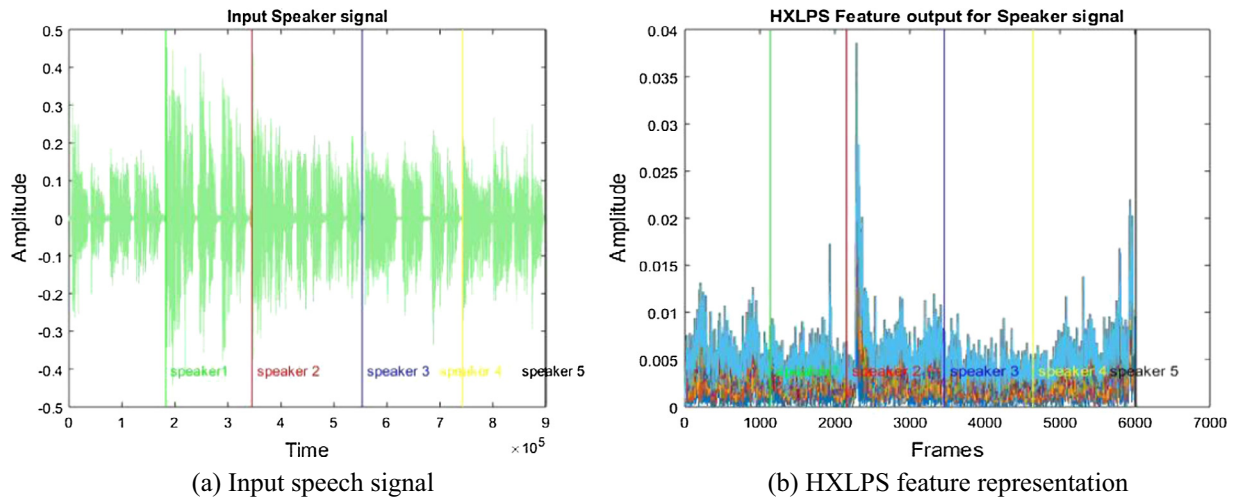 Input Speaker signal
0.5
0.4
0.3
0.2
0.1
0
-0.1
-0.2
-0.3
-0.4
-0.5
Amplitude
speaker1
speaker 2
speaker 3
speaker 4
speaker 5
0 1 2 3 4 5 6 7 8 9
×10^5
Time
(a) Input speech signal
HXLPS Feature output for Speaker signal
0.04
0.035
0.03
0.025
0.02
0.015
0.01
0.005
0
Amplitude
speaker 2
speaker 3
speaker 4
speaker 5
0 1000 2000 3000 4000 5000 6000 7000
Frames
(b) HXLPS feature representation